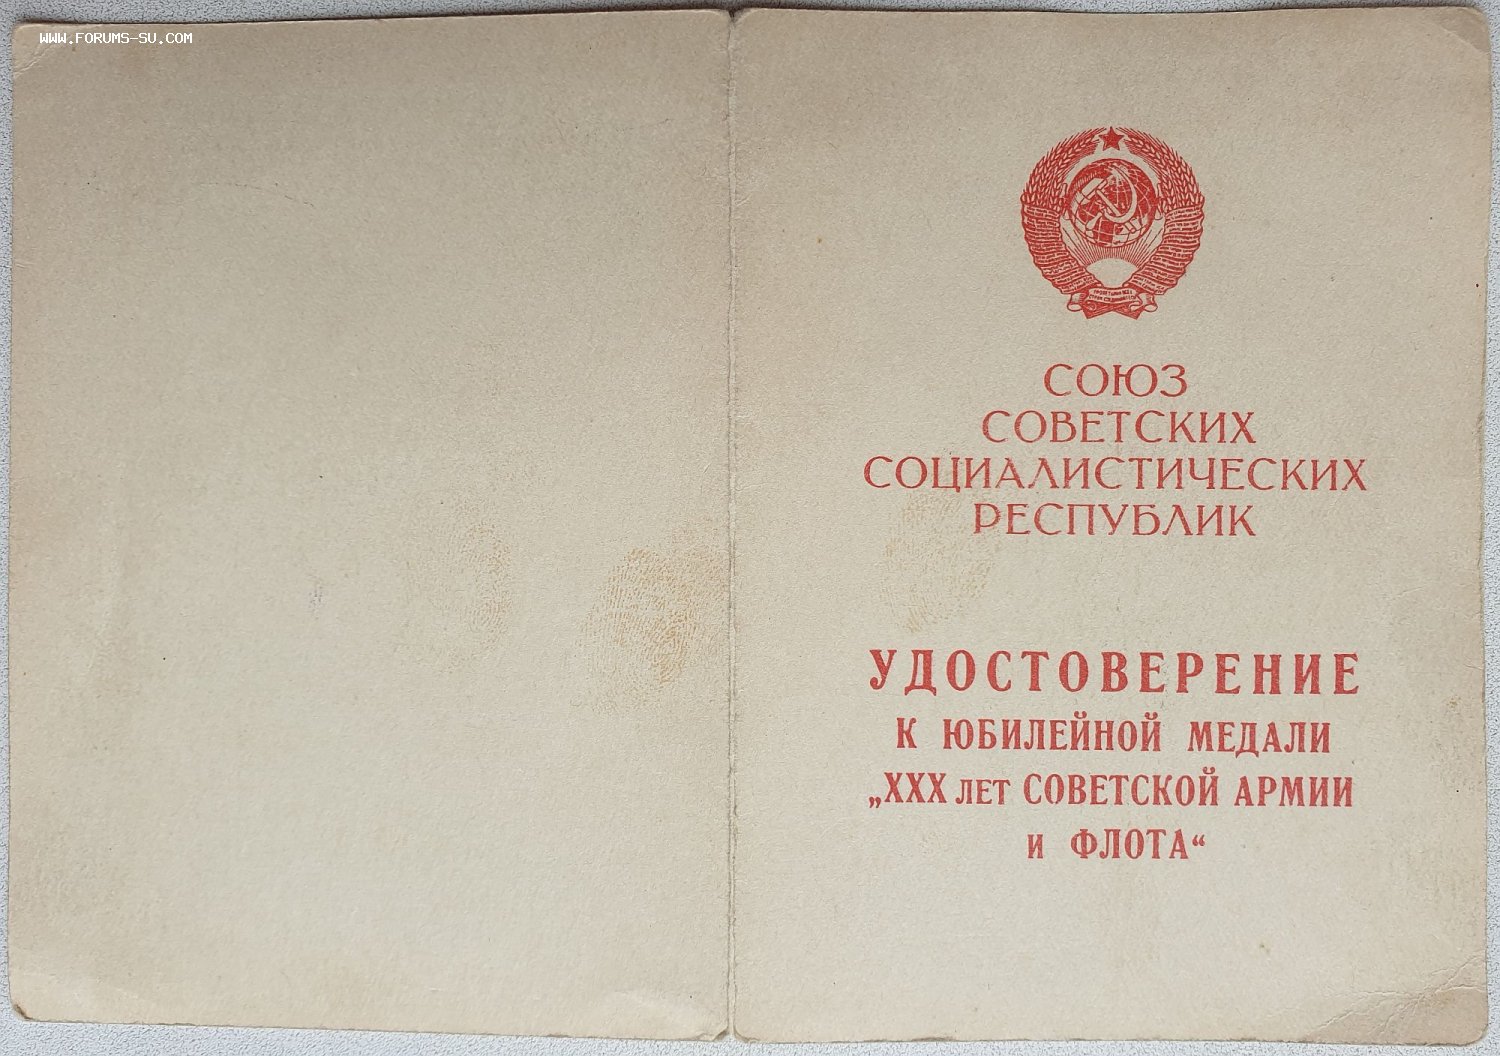 WWW.FORUMS-SU.COM
СОЮЗ
СОВЕТСКИХ
СОЦИАЛИСТИЧЕСКИХ
РЕСПУБЛИК
УДОСТОВЕРЕНИЕ
К ЮБИЛЕЙНОЙ МЕДАЛИ
„XXX ЛЕТ СОВЕТСКОЙ АРМИИ
И ФЛОТА“